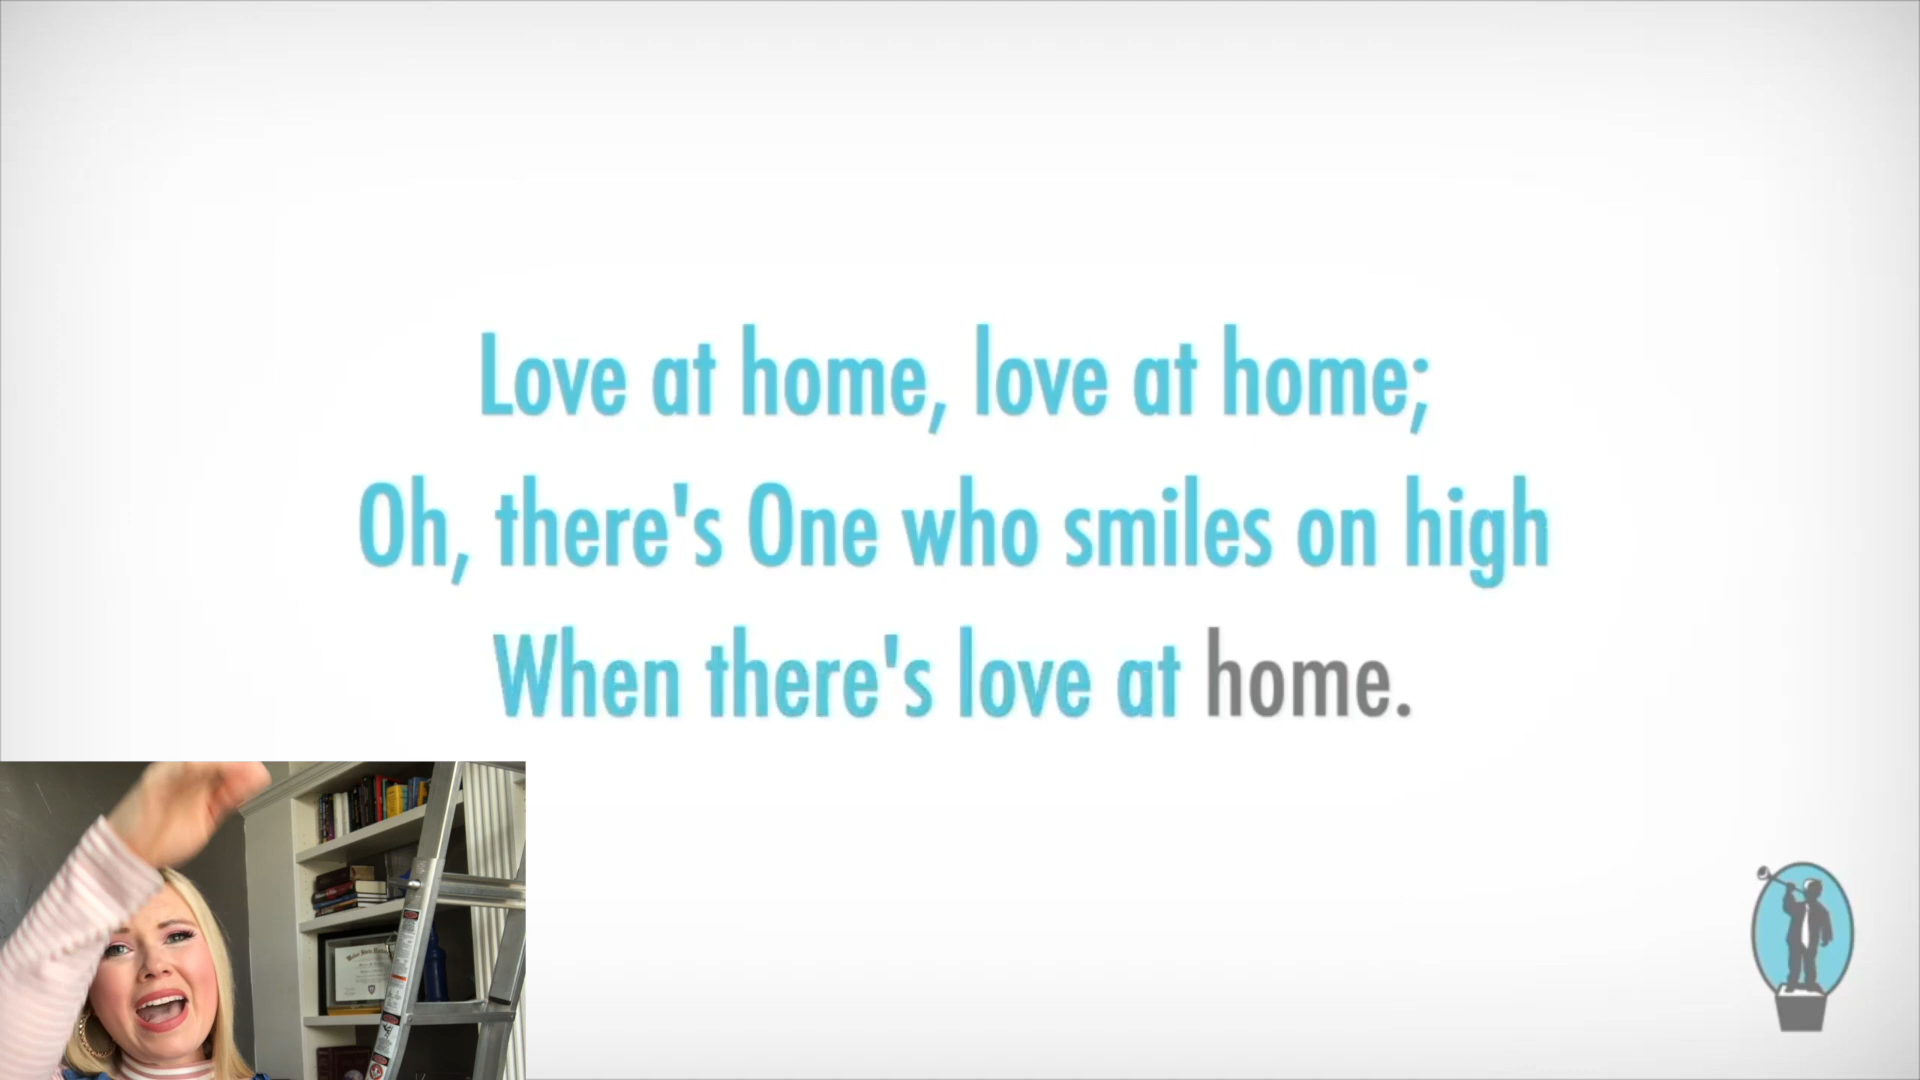 Love at home, love at home;
Oh, there's One who smiles on high
When there's love at home.